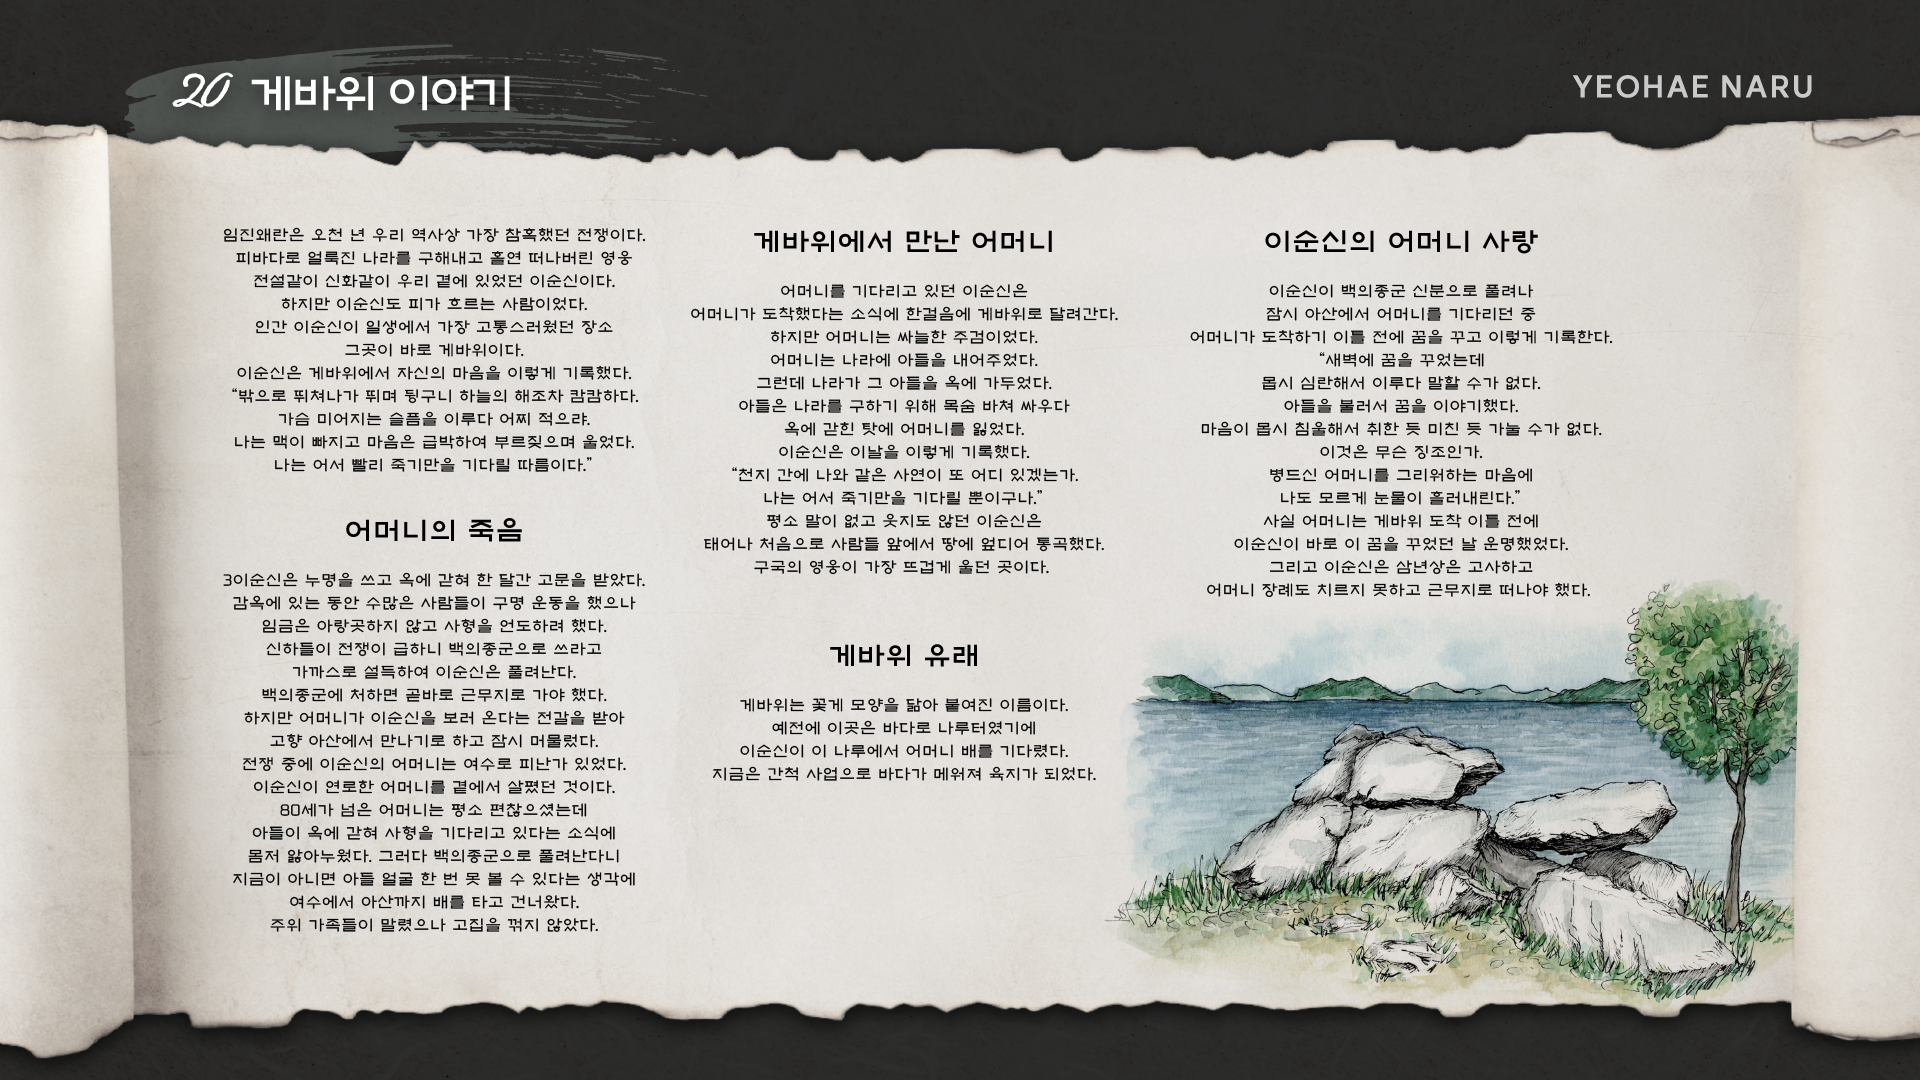 20 게바위 이야기
YEOHAE NARU
임진왜란은 오천 년 우리 역사상 가장 참혹했던 전쟁이다.
피바다로 얼룩진 나라를 구해내고 홀연 떠나버린 영웅
전설같이 신화같이 우리 곁에 있었던 이순신이다.
하지만 이순신도 피가 흐르는 사람이었다.
인간 이순신이 일생에서 가장 고통스러웠던 장소
그곳이 바로 게바위이다.
이순신은 게바위에서 자신의 마음을 이렇게 기록했다.
“밖으로 뛰쳐나가 뛰며 뒹구니 하늘의 해조차 캄캄하다.
가슴 미어지는 슬픔을 이루다 어찌 적으랴.
나는 맥이 빠지고 마음은 급박하여 부르짖으며 울었다.
나는 어서 빨리 죽기만을 기다릴 따름이다.”
어머니의 죽음
3이순신은 누명을 쓰고 옥에 갇혀 한 달간 고문을 받았다.
감옥에 있는 동안 수많은 사람들이 구명 운동을 했으나
임금은 아랑곳하지 않고 사형을 언도하려 했다.
신하들이 전쟁이 급하니 백의종군으로 쓰라고
가까스로 설득하여 이순신은 풀려난다.
백의종군에 처하면 곧바로 근무지로 가야 했다.
하지만 어머니가 이순신을 보러 온다는 전갈을 받아
고향 아산에서 만나기로 하고 잠시 머물렀다.
전쟁 중에 이순신의 어머니는 여수로 피난가 있었다.
이순신이 연로한 어머니를 곁에서 살폈던 것이다.
80세가 넘은 어머니는 평소 편찮으셨는데
아들이 옥에 갇혀 사형을 기다리고 있다는 소식에
몸저 앓아누웠다. 그러다 백의종군으로 풀려난다니
지금이 아니면 아들 얼굴 한 번 못 볼 수 있다는 생각에
여수에서 아산까지 배를 타고 건너왔다.
주위 가족들이 말렸으나 고집을 꺾지 않았다.
게바위에서 만난 어머니
어머니를 기다리고 있던 이순신은
어머니가 도착했다는 소식에 한걸음에 게바위로 달려간다.
하지만 어머니는 싸늘한 주검이었다.
어머니는 나라에 아들을 내어주었다.
그런데 나라가 그 아들을 옥에 가두었다.
아들은 나라를 구하기 위해 목숨 바쳐 싸우다
옥에 갇힌 탓에 어머니를 잃었다.
이순신은 이날을 이렇게 기록했다.
“천지 간에 나와 같은 사연이 또 어디 있겠는가.
나는 어서 죽기만을 기다릴 뿐이구나.”
평소 말이 없고 웃지도 않던 이순신은
태어나 처음으로 사람들 앞에서 땅에 엎디어 통곡했다.
구국의 영웅이 가장 뜨겁게 울던 곳이다.
게바위 유래
게바위는 꽃게 모양을 닮아 붙여진 이름이다.
예전에 이곳은 바다로 나루터였기에
이순신이 이 나루에서 어머니 배를 기다렸다.
지금은 간척 사업으로 바다가 메워져 육지가 되었다.
이순신의 어머니 사랑
이순신이 백의종군 신분으로 풀려나
잠시 아산에서 어머니를 기다리던 중
어머니가 도착하기 이틀 전에 꿈을 꾸고 이렇게 기록한다.
“새벽에 꿈을 꾸었는데
몹시 심란해서 이루다 말할 수가 없다.
아들을 불러서 꿈을 이야기했다.
마음이 몹시 침울해서 취한 듯 미친 듯 가눌 수가 없다.
이것은 무슨 징조인가.
병드신 어머니를 그리워하는 마음에
나도 모르게 눈물이 흘러내린다.”
사실 어머니는 게바위 도착 이틀 전에
이순신이 바로 이 꿈을 꾸었던 날 운명했었다.
그리고 이순신은 삼년상은 고사하고
어머니 장례도 치르지 못하고 근무지로 떠나야 했다.